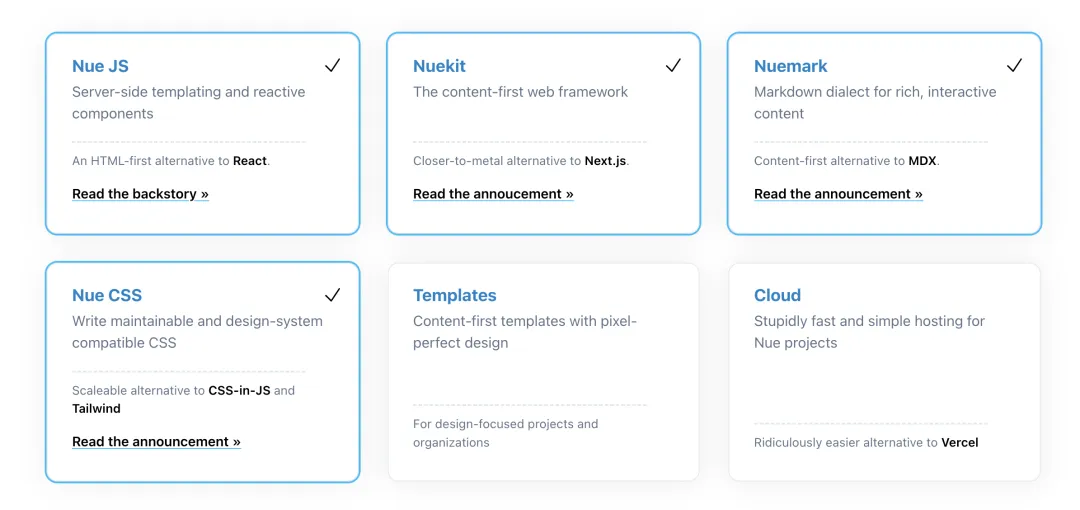 Nue JS
Server-side templating and reactive
components
An HTML-first alternative to React.
Read the backstory »
Nuekit
The content-first web framework
Closer-to-metal alternative to Next.js.
Read the annoucement »
Nuemark
Markdown dialect for rich, interactive
content
Content-first alternative to MDX.
Read the announcement »
Nue CSS
Write maintainable and design-system
compatible CSS
Scaleable alternative to CSS-in-JS and
Tailwind
Read the announcement »
Templates
Content-first templates with pixel-
perfect design
For design-focused projects and
organizations
Cloud
Stupidly fast and simple hosting for
Nue projects
Ridiculously easier alternative to Vercel